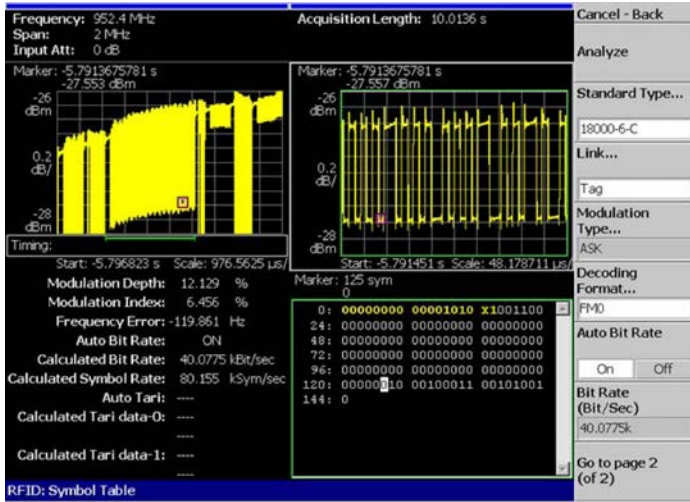 Frequency: 952.4 MHz
Span: 2 MHz
Input Att: 0 dB
Acquisition Length: 10.0136 s
Marker: -5.7913675781 s
-27.553 dBm
-26
dBm
0.2
dB/
-28
dBm
Timing:
Start: -5.796823 s Scale: 976.5625 µs/
Marker: -5.7913675781 s
-27.557 dBm
-26
dBm
0.2
dB/
-28
dBm
Start: -5.791451 s Scale: 48.178711 µs/
Modulation Depth: 12.129 %
Modulation Index: 6.456 %
Frequency Error: -119.861 Hz
Auto Bit Rate: ON
Calculated Bit Rate: 40.0775 kBit/sec
Calculated Symbol Rate: 80.155 kSym/sec
Auto Tari: ----
Calculated Tari data-0: ----
----
Calculated Tari data-1: ----
----
Marker: 125 sym
0
0: 00000000 00001010 X1001100
24: 00000000 00000000 00000000
48: 00000000 00000000 00000000
72: 00000000 00000000 00000000
96: 00000000 00000000 00000000
120: 00000010 00100011 00101001
144: 0
RFID: Symbol Table
Cancel - Back
Analyze
Standard Type...
18000-6-C
Link...
Tag
Modulation
Type...
ASK
Decoding
Format...
FM0
Auto Bit Rate
On Off
Bit Rate
(Bit/Sec)
40.0775k
Go to page 2
(of 2)